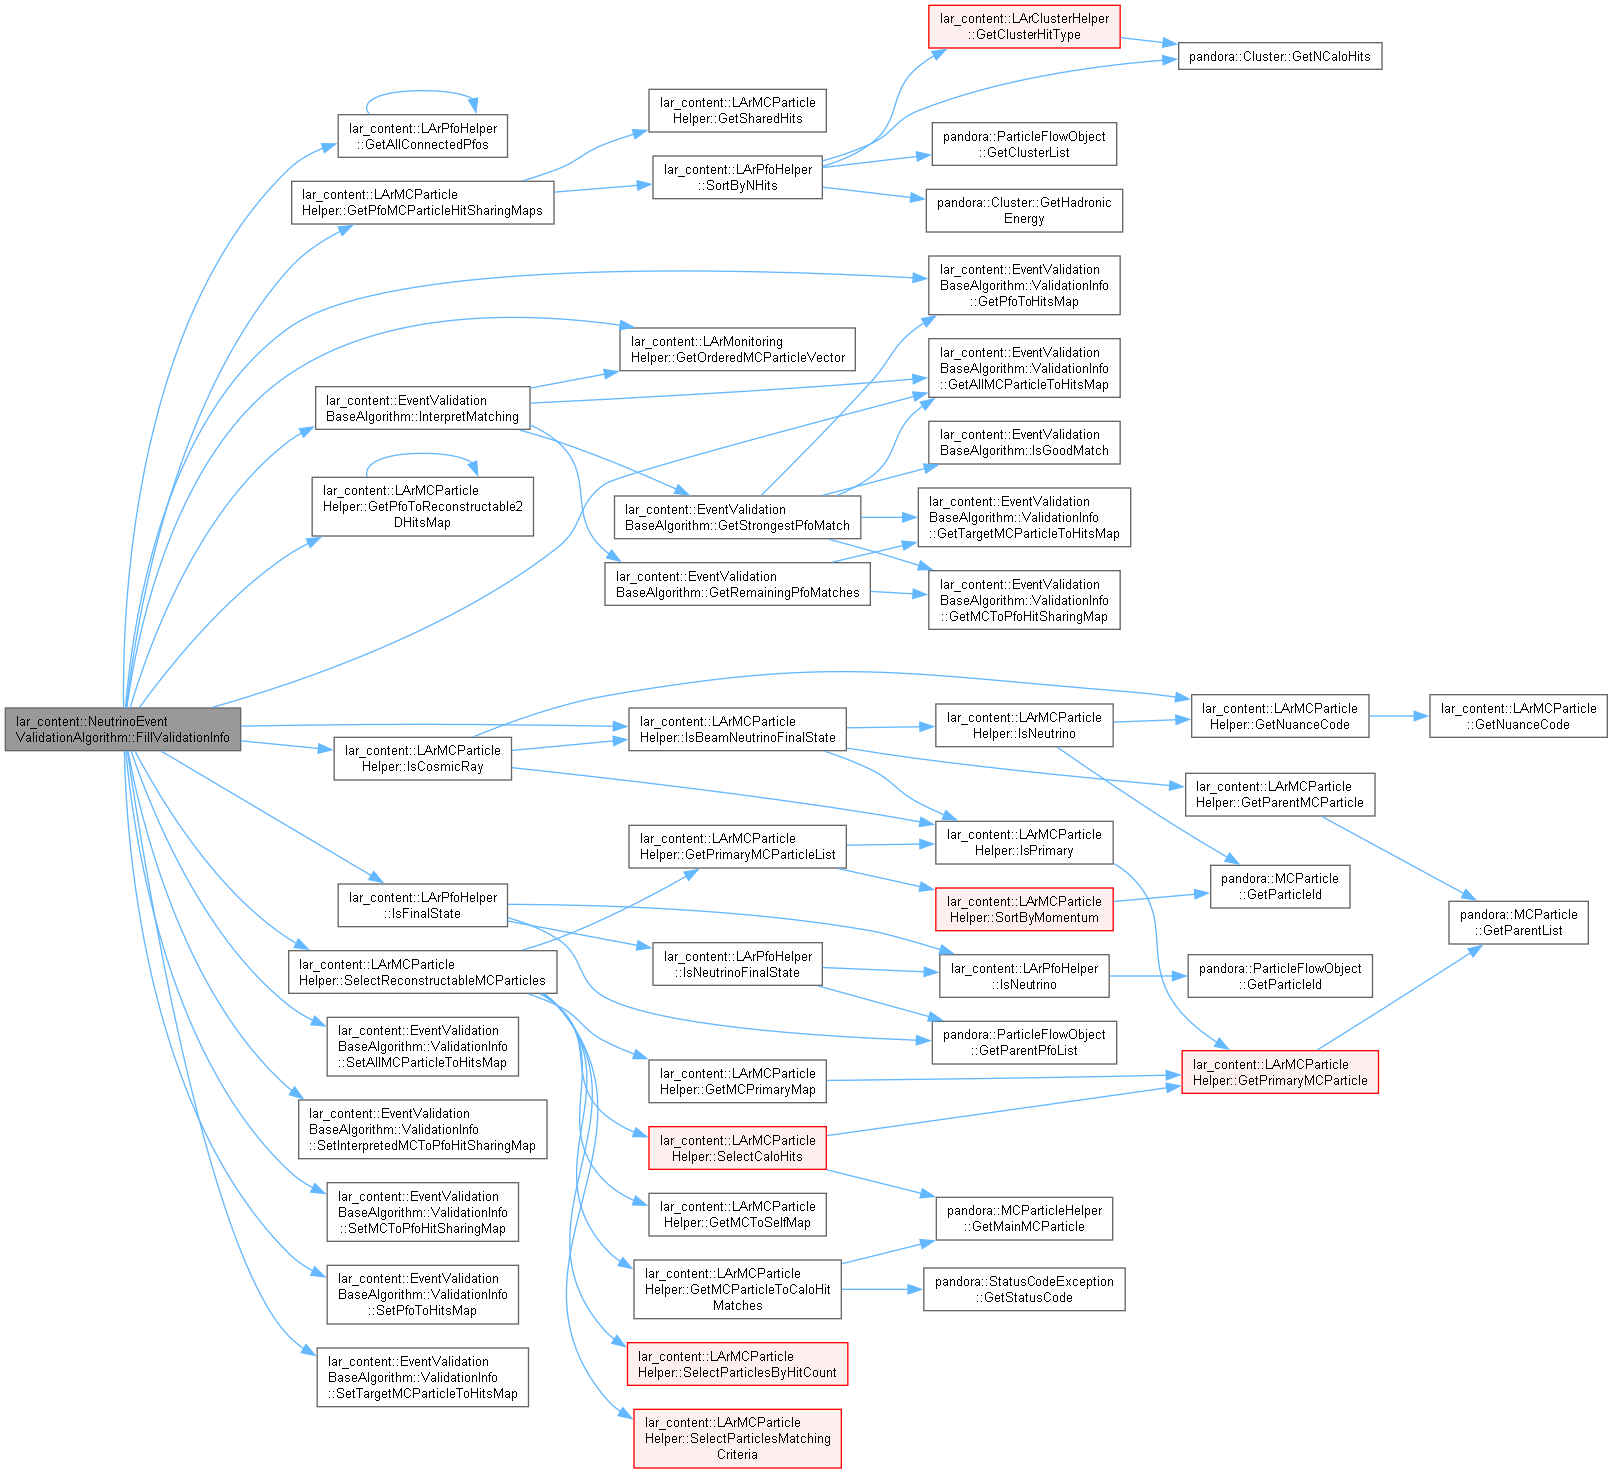 lar_content::NeutrinoEvent
ValidationAlgorithm::FillValidationInfo
lar_content::LArPfoHelper
::GetAllConnectedPfos
lar_content::LArMCParticle
Helper::GetPfoMCParticleHitSharingMaps
lar_content::EventValidation
BaseAlgorithm::InterpretMatching
lar_content::LArMCParticle
Helper::GetPfoToReconstructable2
DHitsMap
lar_content::LArMCParticle
Helper::IsCosmicRay
lar_content::LArPfoHelper
::IsFinalState
lar_content::LArMCParticle
Helper::SelectReconstructableMCParticles
lar_content::EventValidation
BaseAlgorithm::ValidationInfo
::SetAllMCParticleToHitsMap
lar_content::EventValidation
BaseAlgorithm::ValidationInfo
::SetInterpretedMCToPfoHitSharingMap
lar_content::EventValidation
BaseAlgorithm::ValidationInfo
::SetMCToPfoHitSharingMap
lar_content::EventValidation
BaseAlgorithm::ValidationInfo
::SetPfoToHitsMap
lar_content::EventValidation
BaseAlgorithm::ValidationInfo
::SetTargetMCParticleToHitsMap
lar_content::LArMCParticle
Helper::GetSharedHits
lar_content::LArPfoHelper
::SortByNHits
lar_content::LArMonitoring
Helper::GetOrderedMCParticleVector
lar_content::EventValidation
BaseAlgorithm::GetStrongestPfoMatch
lar_content::EventValidation
BaseAlgorithm::GetRemainingPfoMatches
lar_content::LArMCParticle
Helper::IsBeamNeutrinoFinalState
lar_content::LArMCParticle
Helper::GetPrimaryMCParticleList
lar_content::LArPfoHelper
::IsNeutrinoFinalState
lar_content::LArMCParticle
Helper::GetMCPrimaryMap
lar_content::LArMCParticle
Helper::SelectCaloHits
lar_content::LArMCParticle
Helper::GetMCToSelfMap
lar_content::LArMCParticle
Helper::GetMCParticleToCaloHit
Matches
lar_content::LArMCParticle
Helper::SelectParticlesByHitCount
lar_content::LArMCParticle
Helper::SelectParticlesMatching
Criteria
lar_content::LArClusterHelper
::GetClusterHitType
pandora::ParticleFlowObject
::GetClusterList
pandora::Cluster::GetHadronic
Energy
lar_content::EventValidation
BaseAlgorithm::ValidationInfo
::GetPfoToHitsMap
lar_content::EventValidation
BaseAlgorithm::ValidationInfo
::GetAllMCParticleToHitsMap
lar_content::EventValidation
BaseAlgorithm::IsGoodMatch
lar_content::EventValidation
BaseAlgorithm::ValidationInfo
::GetTargetMCParticleToHitsMap
lar_content::EventValidation
BaseAlgorithm::ValidationInfo
::GetMCToPfoHitSharingMap
lar_content::LArMCParticle
Helper::IsNeutrino
lar_content::LArMCParticle
Helper::IsPrimary
lar_content::LArMCParticle
Helper::SortByMomentum
lar_content::LArPfoHelper
::IsNeutrino
pandora::ParticleFlowObject
::GetParentPfoList
pandora::MCParticleHelper
::GetMainMCParticle
pandora::StatusCodeException
::GetStatusCode
pandora::Cluster::GetNCaloHits
lar_content::LArMCParticle
Helper::GetNuanceCode
lar_content::LArMCParticle
Helper::GetParentMCParticle
pandora::MCParticle
::GetParticleId
pandora::ParticleFlowObject
::GetParticleId
lar_content::LArMCParticle
Helper::GetPrimaryMCParticle
lar_content::LArMCParticle
::GetNuanceCode
pandora::MCParticle
::GetParentList